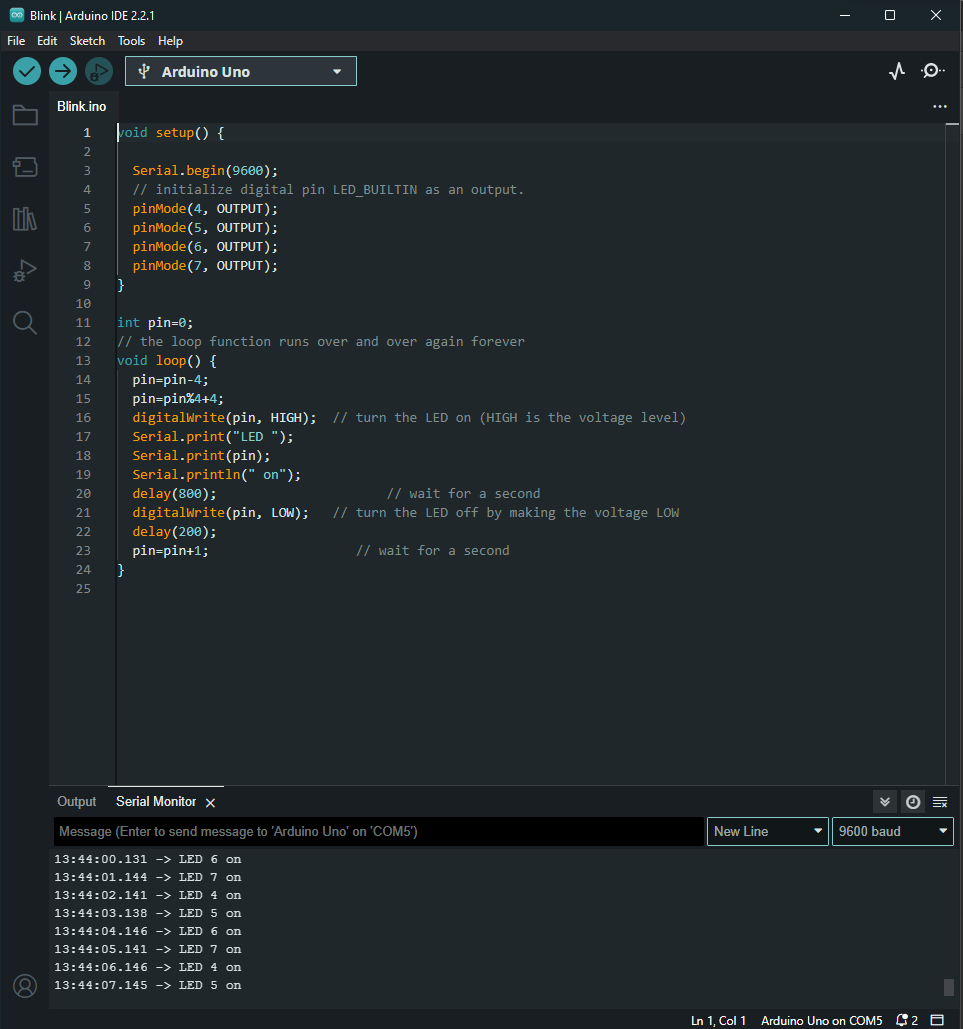 Blink | Arduino IDE 2.2.1
File Edit Sketch Tools Help
Arduino Uno
Blink.ino
1 void setup() {
2
3   Serial.begin(9600);
4   // initialize digital pin LED_BUILTIN as an output.
5   pinMode(4, OUTPUT);
6   pinMode(5, OUTPUT);
7   pinMode(6, OUTPUT);
8   pinMode(7, OUTPUT);
9 }
10
11 int pin=0;
12 // the loop function runs over and over again forever
13 void loop() {
14   pin=pin-4;
15   pin=pin%4+4;
16   digitalWrite(pin, HIGH);  // turn the LED on (HIGH is the voltage level)
17   Serial.print("LED ");
18   Serial.print(pin);
19   Serial.println(" on");
20   delay(800);                      // wait for a second
21   digitalWrite(pin, LOW);   // turn the LED off by making the voltage LOW
22   delay(200);
23   pin=pin+1;                   // wait for a second
24 }
25
Output Serial Monitor
Message (Enter to send message to 'Arduino Uno' on 'COM5') New Line 9600 baud
13:44:00.131 -> LED 6 on
13:44:01.144 -> LED 7 on
13:44:02.141 -> LED 4 on
13:44:03.138 -> LED 5 on
13:44:04.146 -> LED 6 on
13:44:05.141 -> LED 7 on
13:44:06.146 -> LED 4 on
13:44:07.145 -> LED 5 on
Ln 1, Col 1 Arduino Uno on COM5 2